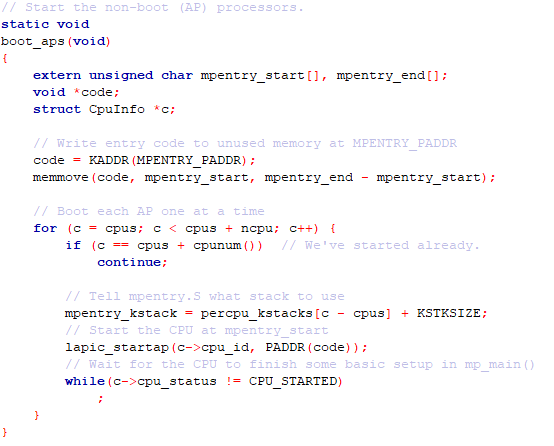 // Start the non-boot (AP) processors.
static void
boot_aps(void)
{
    extern unsigned char mpentry_start[], mpentry_end[];
    void *code;
    struct CpuInfo *c;

    // Write entry code to unused memory at MPENTRY_PADDR
    code = KADDR(MPENTRY_PADDR);
    memmove(code, mpentry_start, mpentry_end - mpentry_start);

    // Boot each AP one at a time
    for (c = cpus; c < cpus + ncpu; c++) {
        if (c == cpus + cpunum())  // We've started already.
            continue;

        // Tell mpentry.S what stack to use
        mpentry_kstack = percpu_kstacks[c - cpus] + KSTKSIZE;
        // Start the CPU at mpentry_start
        lapic_startap(c->cpu_id, PADDR(code));
        // Wait for the CPU to finish some basic setup in mp_main()
        while(c->cpu_status != CPU_STARTED)
            ;
    }
}